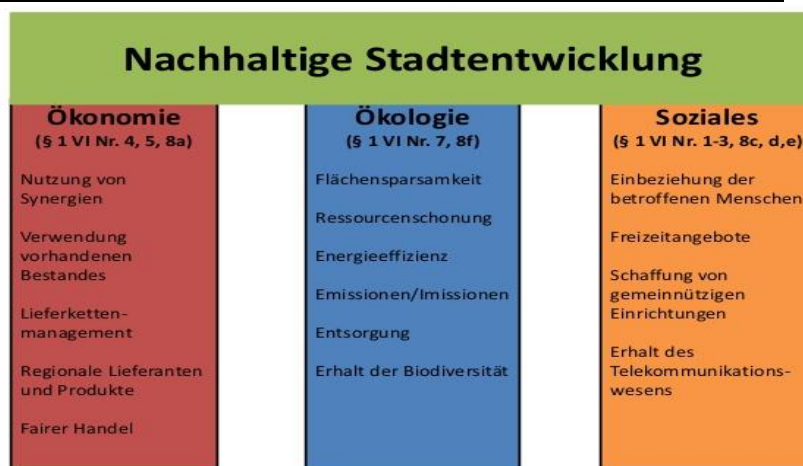 Nachhaltige Stadtentwicklung
Ökonomie
(§ 1 VI Nr. 4, 5, 8a)
Nutzung von
Synergien
Verwendung
vorhandenen
Bestandes
Lieferketten-
management
Regionale Lieferanten
und Produkte
Fairer Handel
Ökologie
(§ 1 VI Nr. 7, 8f)
Flächensparsamkeit
Ressourcenschonung
Energieeffizienz
Emissionen/Imissionen
Entsorgung
Erhalt der Biodiversität
Soziales
(§ 1 VI Nr. 1-3, 8c, d,e)
Einbeziehung der
betroffenen Menschen
Freizeitangebote
Schaffung von
gemeinnützigen
Einrichtungen
Erhalt des
Telekommunikations-
wesens